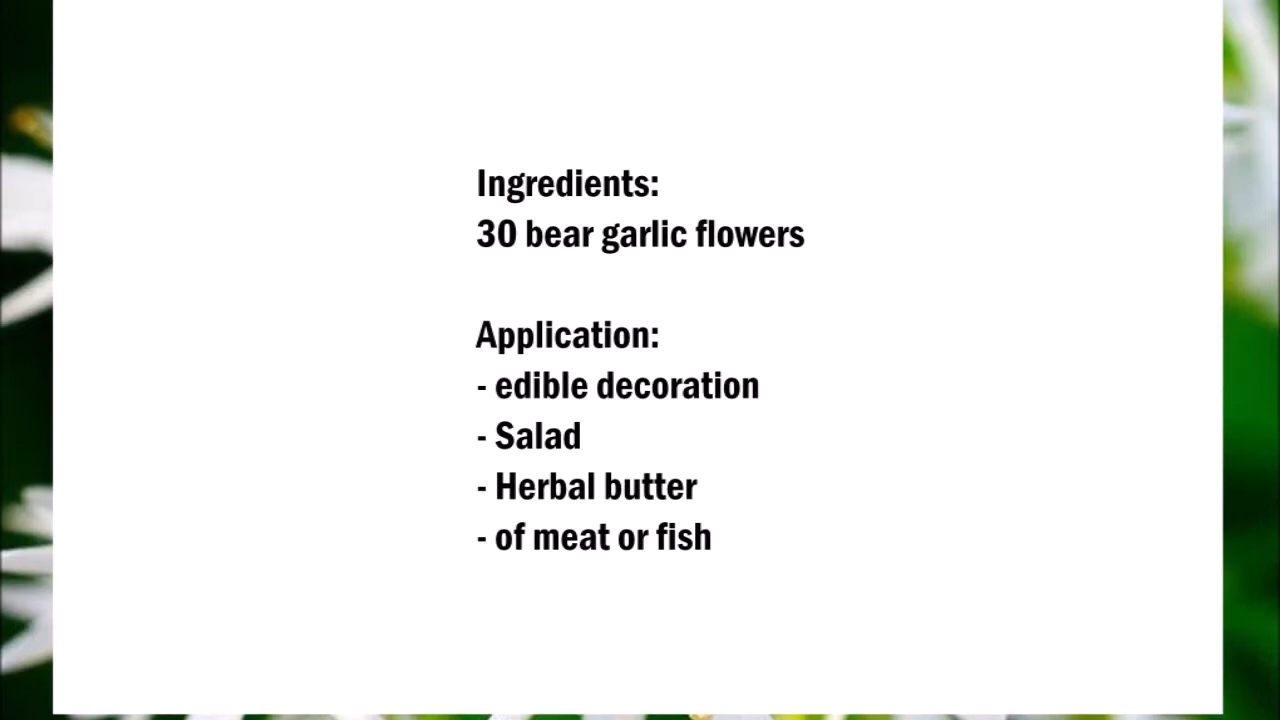 Ingredients:
30 bear garlic flowers
Application:
- edible decoration
- Salad
- Herbal butter
- of meat or fish